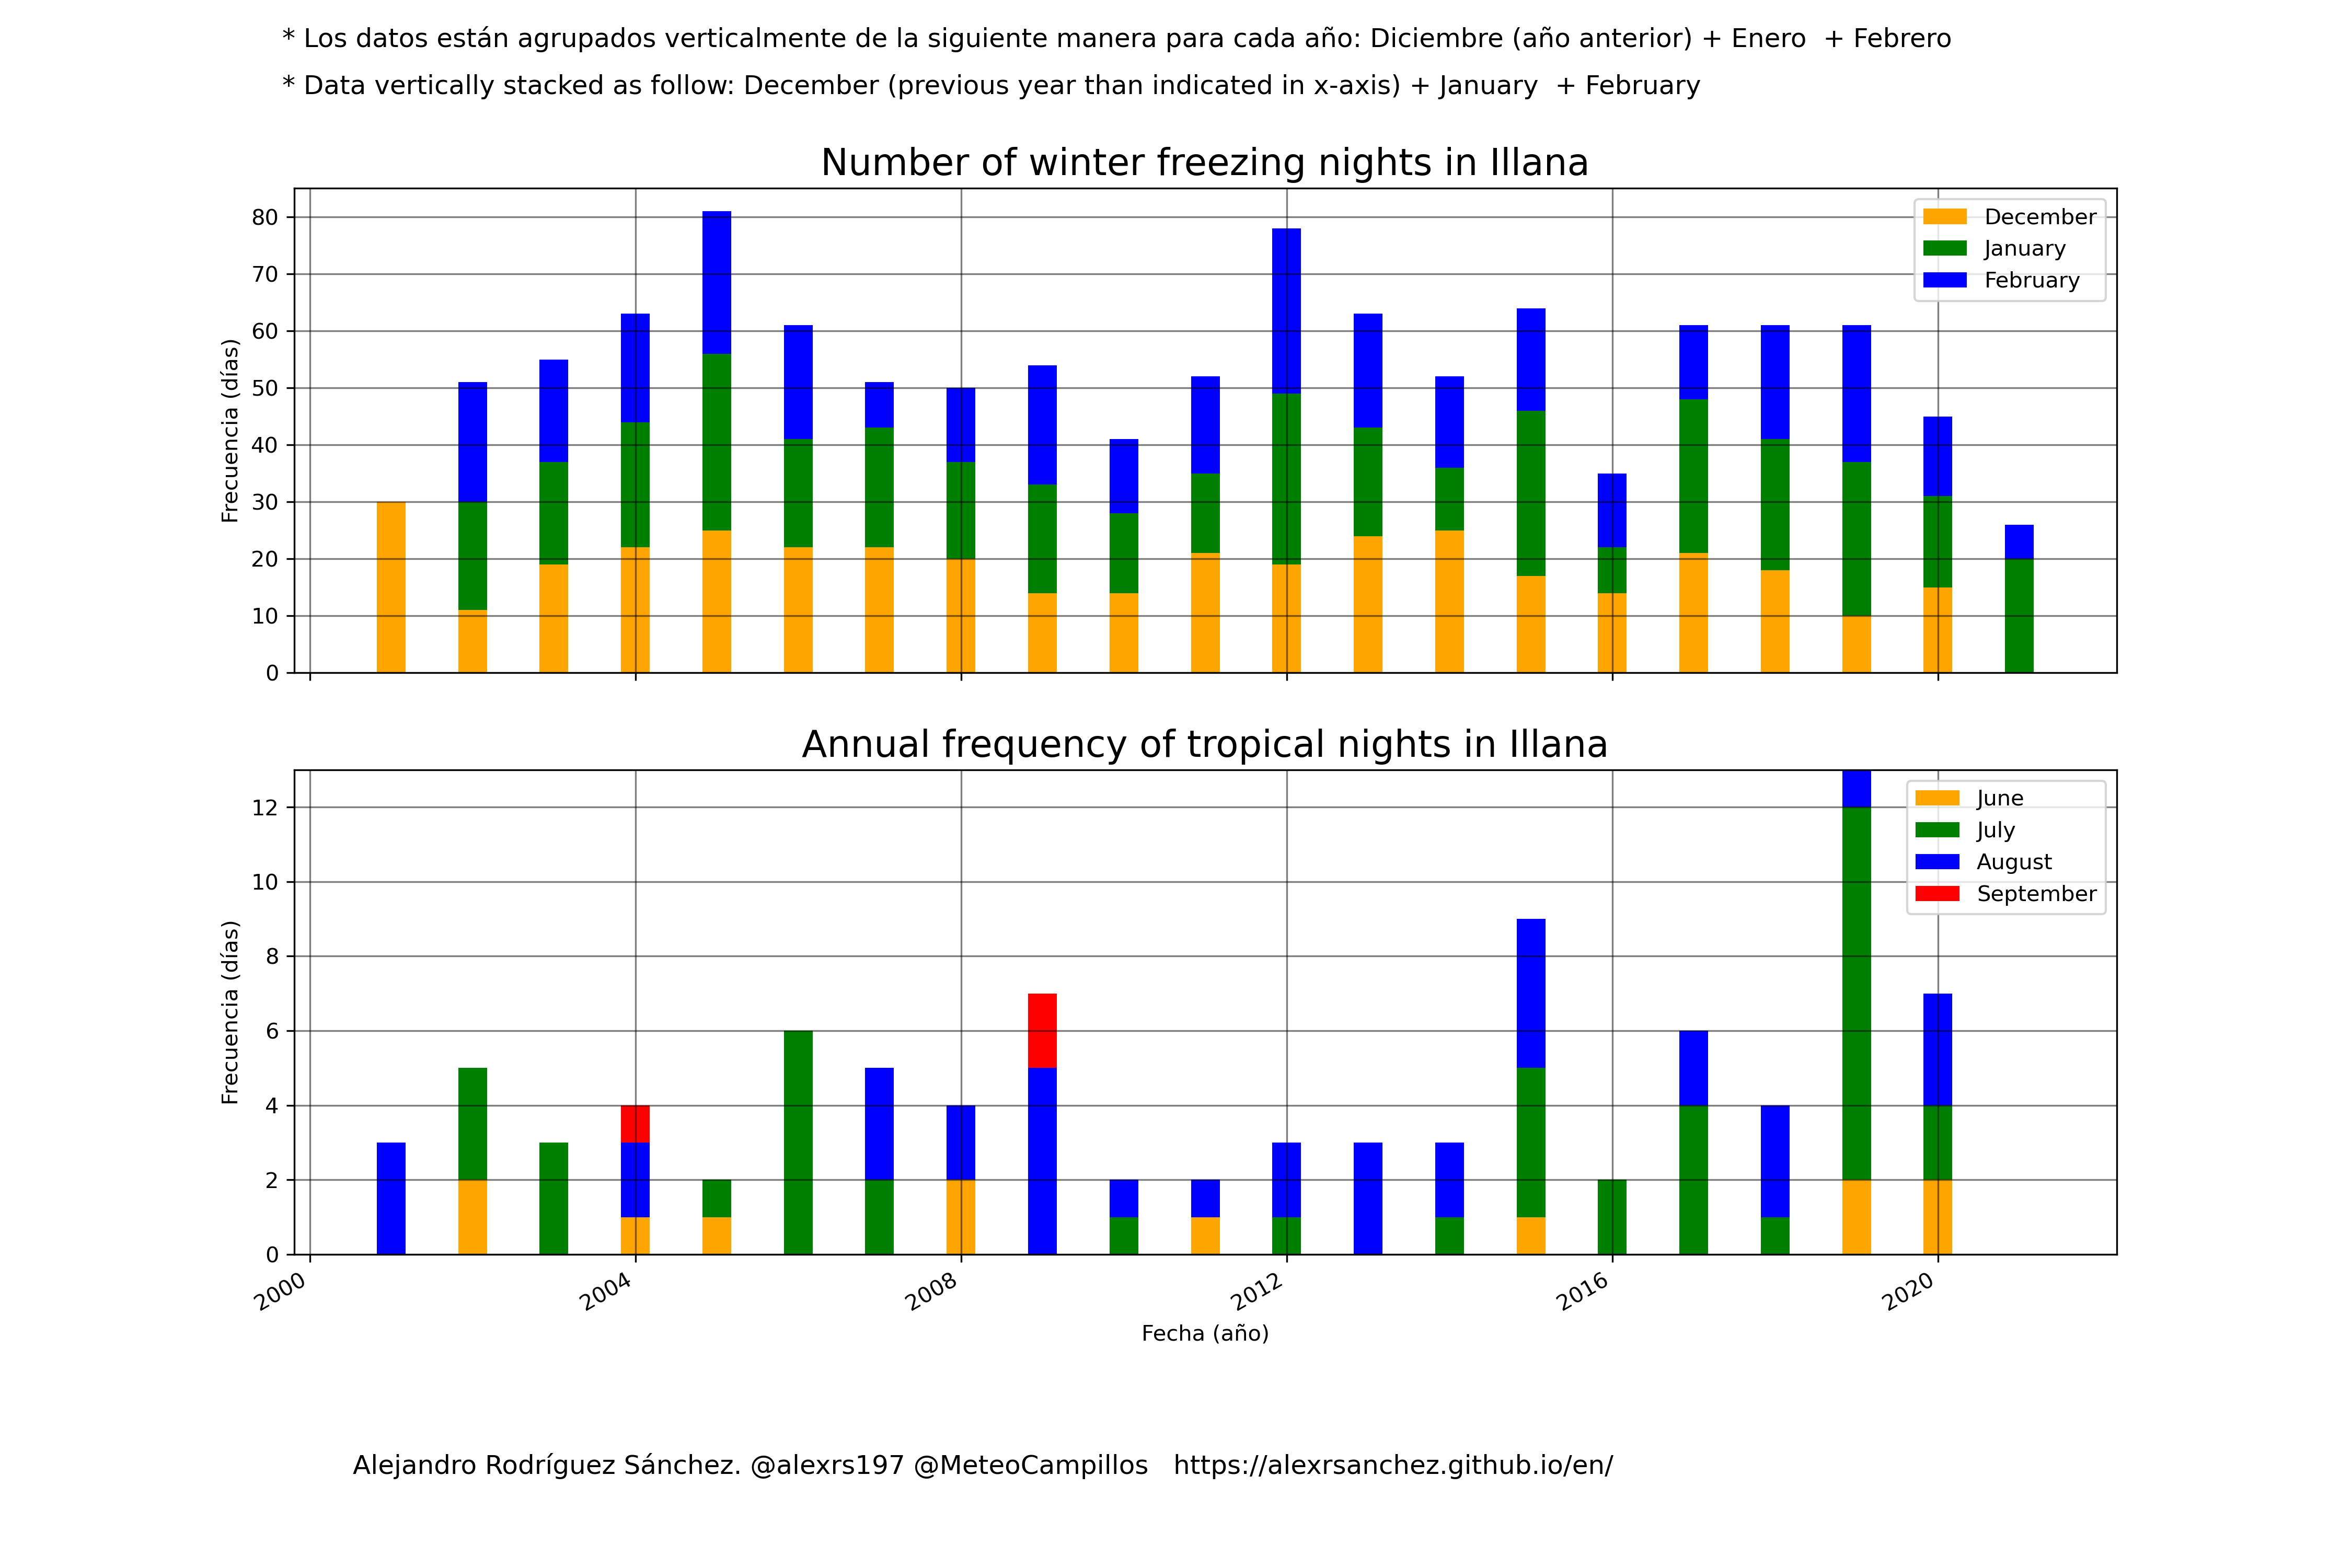 * Los datos están agrupados verticalmente de la siguiente manera para cada año: Diciembre (año anterior) + Enero  + Febrero
* Data vertically stacked as follow: December (previous year than indicated in x-axis) + January  + February
Number of winter freezing nights in Illana
80
70
60
50
40
30
20
10
0
Frecuencia (días)
December
January
February
Annual frequency of tropical nights in Illana
12
10
8
6
4
2
0
Frecuencia (días)
June
July
August
September
2000
2004
2008
2012
2016
2020
Fecha (año)
Alejandro Rodríguez Sánchez. @alexrs197 @MeteoCampillos   https://alexrsanchez.github.io/en/